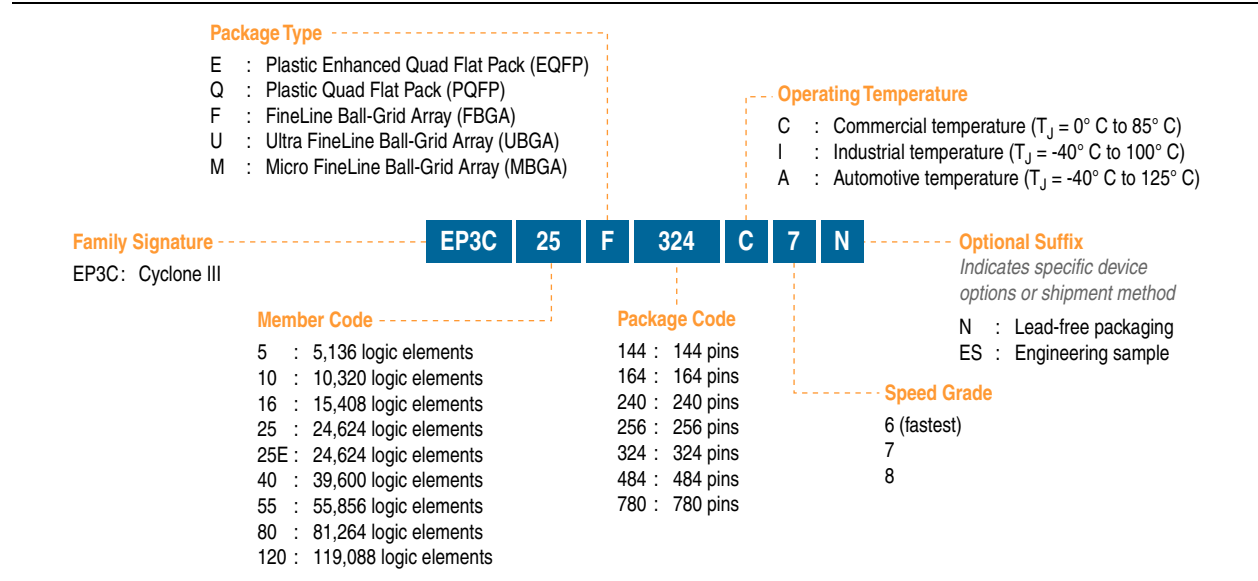 Package Type
E : Plastic Enhanced Quad Flat Pack (EQFP)
Q : Plastic Quad Flat Pack (PQFP)
F : FineLine Ball-Grid Array (FBGA)
U : Ultra FineLine Ball-Grid Array (UBGA)
M : Micro FineLine Ball-Grid Array (MBGA)
Operating Temperature
C : Commercial temperature (TJ = 0° C to 85° C)
I : Industrial temperature (TJ = -40° C to 100° C)
A : Automotive temperature (TJ = -40° C to 125° C)
Family Signature
EP3C : Cyclone III
EP3C 25 F 324 C 7 N
Optional Suffix
Indicates specific device
options or shipment method
N : Lead-free packaging
ES : Engineering sample
Member Code
5 : 5,136 logic elements
10 : 10,320 logic elements
16 : 15,408 logic elements
25 : 24,624 logic elements
25E : 24,624 logic elements
40 : 39,600 logic elements
55 : 55,856 logic elements
80 : 81,264 logic elements
120 : 119,088 logic elements
Package Code
144 : 144 pins
164 : 164 pins
240 : 240 pins
256 : 256 pins
324 : 324 pins
484 : 484 pins
780 : 780 pins
Speed Grade
6 (fastest)
7
8